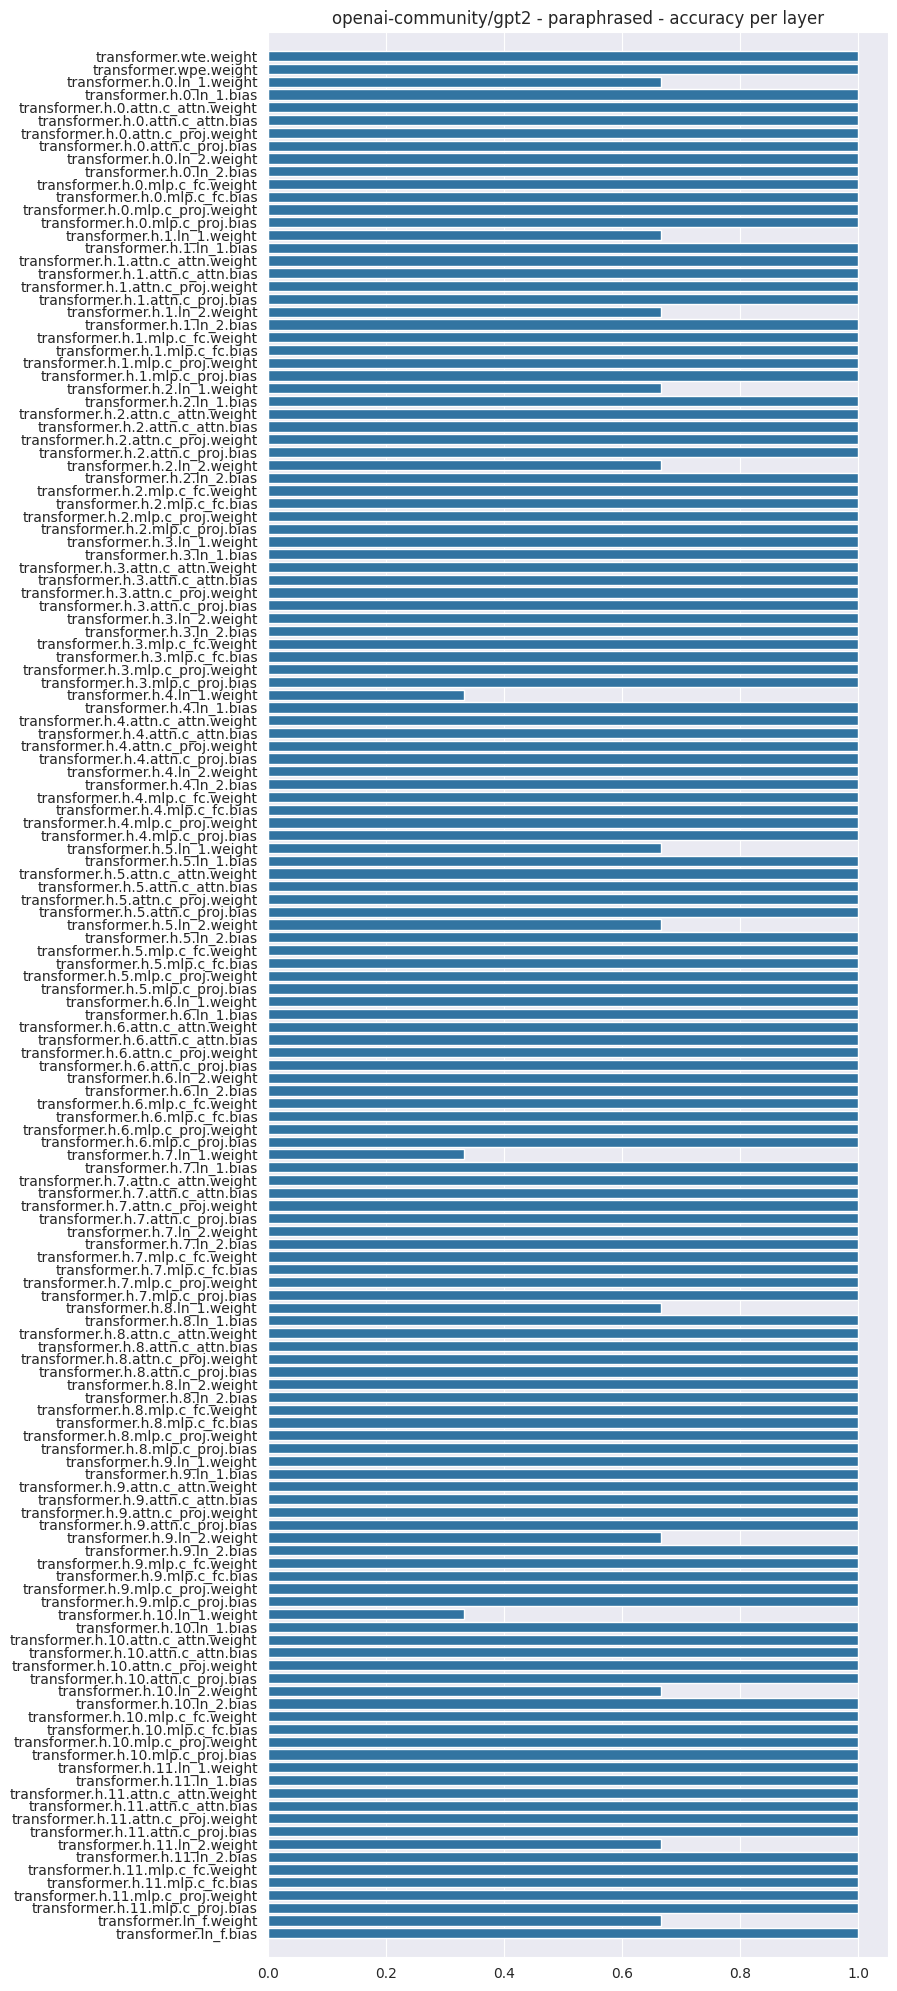 openai-community/gpt2 - paraphrased - accuracy per layer
transformer.wte.weight
transformer.wpe.weight
transformer.h.0.ln_1.weight
transformer.h.0.ln_1.bias
transformer.h.0.attn.c_attn.weight
transformer.h.0.attn.c_attn.bias
transformer.h.0.attn.c_proj.weight
transformer.h.0.attn.c_proj.bias
transformer.h.0.ln_2.weight
transformer.h.0.ln_2.bias
transformer.h.0.mlp.c_fc.weight
transformer.h.0.mlp.c_fc.bias
transformer.h.0.mlp.c_proj.weight
transformer.h.0.mlp.c_proj.bias
transformer.h.1.ln_1.weight
transformer.h.1.ln_1.bias
transformer.h.1.attn.c_attn.weight
transformer.h.1.attn.c_attn.bias
transformer.h.1.attn.c_proj.weight
transformer.h.1.attn.c_proj.bias
transformer.h.1.ln_2.weight
transformer.h.1.ln_2.bias
transformer.h.1.mlp.c_fc.weight
transformer.h.1.mlp.c_fc.bias
transformer.h.1.mlp.c_proj.weight
transformer.h.1.mlp.c_proj.bias
transformer.h.2.ln_1.weight
transformer.h.2.ln_1.bias
transformer.h.2.attn.c_attn.weight
transformer.h.2.attn.c_attn.bias
transformer.h.2.attn.c_proj.weight
transformer.h.2.attn.c_proj.bias
transformer.h.2.ln_2.weight
transformer.h.2.ln_2.bias
transformer.h.2.mlp.c_fc.weight
transformer.h.2.mlp.c_fc.bias
transformer.h.2.mlp.c_proj.weight
transformer.h.2.mlp.c_proj.bias
transformer.h.3.ln_1.weight
transformer.h.3.ln_1.bias
transformer.h.3.attn.c_attn.weight
transformer.h.3.attn.c_attn.bias
transformer.h.3.attn.c_proj.weight
transformer.h.3.attn.c_proj.bias
transformer.h.3.ln_2.weight
transformer.h.3.ln_2.bias
transformer.h.3.mlp.c_fc.weight
transformer.h.3.mlp.c_fc.bias
transformer.h.3.mlp.c_proj.weight
transformer.h.3.mlp.c_proj.bias
transformer.h.4.ln_1.weight
transformer.h.4.ln_1.bias
transformer.h.4.attn.c_attn.weight
transformer.h.4.attn.c_attn.bias
transformer.h.4.attn.c_proj.weight
transformer.h.4.attn.c_proj.bias
transformer.h.4.ln_2.weight
transformer.h.4.ln_2.bias
transformer.h.4.mlp.c_fc.weight
transformer.h.4.mlp.c_fc.bias
transformer.h.4.mlp.c_proj.weight
transformer.h.4.mlp.c_proj.bias
transformer.h.5.ln_1.weight
transformer.h.5.ln_1.bias
transformer.h.5.attn.c_attn.weight
transformer.h.5.attn.c_attn.bias
transformer.h.5.attn.c_proj.weight
transformer.h.5.attn.c_proj.bias
transformer.h.5.ln_2.weight
transformer.h.5.ln_2.bias
transformer.h.5.mlp.c_fc.weight
transformer.h.5.mlp.c_fc.bias
transformer.h.5.mlp.c_proj.weight
transformer.h.5.mlp.c_proj.bias
transformer.h.6.ln_1.weight
transformer.h.6.ln_1.bias
transformer.h.6.attn.c_attn.weight
transformer.h.6.attn.c_attn.bias
transformer.h.6.attn.c_proj.weight
transformer.h.6.attn.c_proj.bias
transformer.h.6.ln_2.weight
transformer.h.6.ln_2.bias
transformer.h.6.mlp.c_fc.weight
transformer.h.6.mlp.c_fc.bias
transformer.h.6.mlp.c_proj.weight
transformer.h.6.mlp.c_proj.bias
transformer.h.7.ln_1.weight
transformer.h.7.ln_1.bias
transformer.h.7.attn.c_attn.weight
transformer.h.7.attn.c_attn.bias
transformer.h.7.attn.c_proj.weight
transformer.h.7.attn.c_proj.bias
transformer.h.7.ln_2.weight
transformer.h.7.ln_2.bias
transformer.h.7.mlp.c_fc.weight
transformer.h.7.mlp.c_fc.bias
transformer.h.7.mlp.c_proj.weight
transformer.h.7.mlp.c_proj.bias
transformer.h.8.ln_1.weight
transformer.h.8.ln_1.bias
transformer.h.8.attn.c_attn.weight
transformer.h.8.attn.c_attn.bias
transformer.h.8.attn.c_proj.weight
transformer.h.8.attn.c_proj.bias
transformer.h.8.ln_2.weight
transformer.h.8.ln_2.bias
transformer.h.8.mlp.c_fc.weight
transformer.h.8.mlp.c_fc.bias
transformer.h.8.mlp.c_proj.weight
transformer.h.8.mlp.c_proj.bias
transformer.h.9.ln_1.weight
transformer.h.9.ln_1.bias
transformer.h.9.attn.c_attn.weight
transformer.h.9.attn.c_attn.bias
transformer.h.9.attn.c_proj.weight
transformer.h.9.attn.c_proj.bias
transformer.h.9.ln_2.weight
transformer.h.9.ln_2.bias
transformer.h.9.mlp.c_fc.weight
transformer.h.9.mlp.c_fc.bias
transformer.h.9.mlp.c_proj.weight
transformer.h.9.mlp.c_proj.bias
transformer.h.10.ln_1.weight
transformer.h.10.ln_1.bias
transformer.h.10.attn.c_attn.weight
transformer.h.10.attn.c_attn.bias
transformer.h.10.attn.c_proj.weight
transformer.h.10.attn.c_proj.bias
transformer.h.10.ln_2.weight
transformer.h.10.ln_2.bias
transformer.h.10.mlp.c_fc.weight
transformer.h.10.mlp.c_fc.bias
transformer.h.10.mlp.c_proj.weight
transformer.h.10.mlp.c_proj.bias
transformer.h.11.ln_1.weight
transformer.h.11.ln_1.bias
transformer.h.11.attn.c_attn.weight
transformer.h.11.attn.c_attn.bias
transformer.h.11.attn.c_proj.weight
transformer.h.11.attn.c_proj.bias
transformer.h.11.ln_2.weight
transformer.h.11.ln_2.bias
transformer.h.11.mlp.c_fc.weight
transformer.h.11.mlp.c_fc.bias
transformer.h.11.mlp.c_proj.weight
transformer.h.11.mlp.c_proj.bias
transformer.ln_f.weight
transformer.ln_f.bias
0.0 0.2 0.4 0.6 0.8 1.0